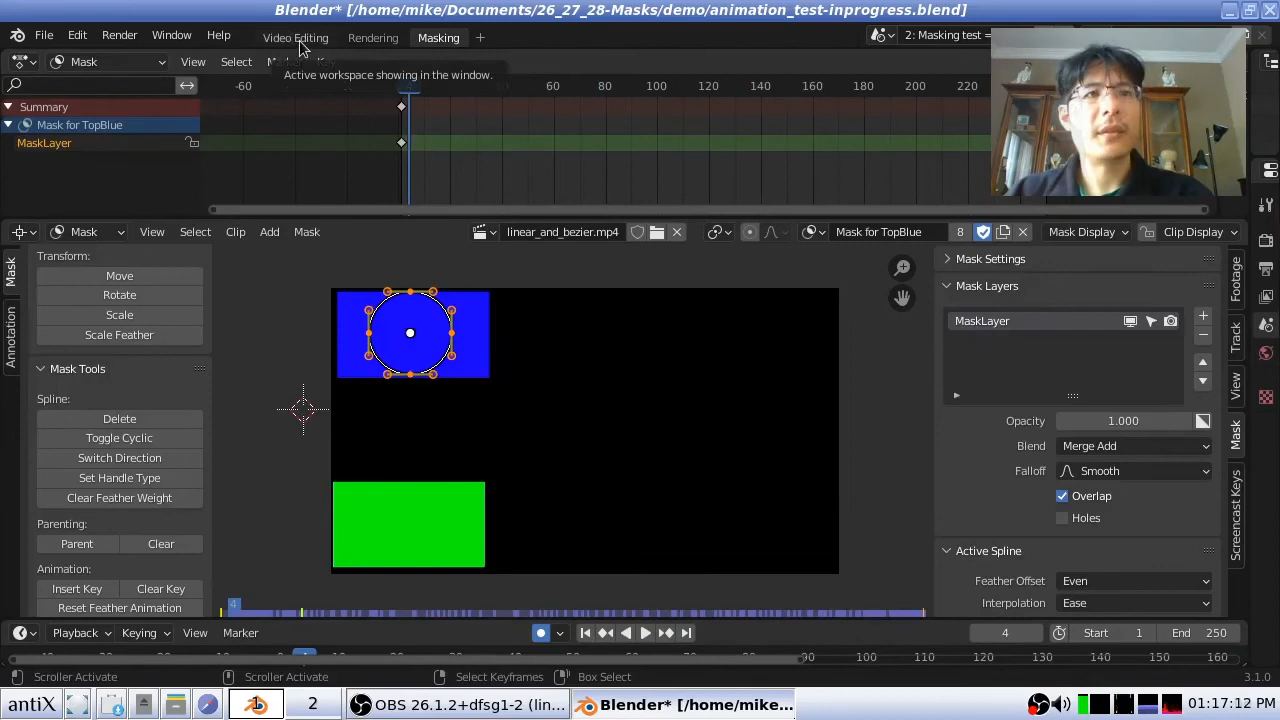 Blender* [/home/mike/Documents/26_27_28-Masks/demo/animation_test-inprogress.blend]
File Edit Render Window Help Video Editing Rendering Masking + 2: Masking test =
Mask View Select
Active workspace showing in the window.
-60 60 80 100 120 140 160 180 200 220
Summary
Mask for TopBlue
MaskLayer
Mask View Select Clip Add Mask linear_and_bezier.mp4 Mask for TopBlue 8 Mask Display Clip Display
Mask
Annotation
Transform:
Move
Rotate
Scale
Scale Feather
Mask Tools
Spline:
Delete
Toggle Cyclic
Switch Direction
Set Handle Type
Clear Feather Weight
Parenting:
Parent Clear
Animation:
Insert Key Clear Key
Reset Feather Animation
4
Mask Settings
Mask Layers
MaskLayer
Opacity 1.000
Blend Merge Add
Falloff Smooth
Overlap
Holes
Active Spline
Feather Offset Even
Interpolation Ease
Footage
Track
View
Mask
Screencast Keys
Playback Keying View Marker 4 Start 1 End 250
90 100 110 120 130 140 150 160
Scroller Activate Scroller Activate Select Keyframes Box Select 3.1.0
antiX 1 2 OBS 26.1.2+dfsg1-2 (lin... Blender* [/home/mike... 01:17:12 PM